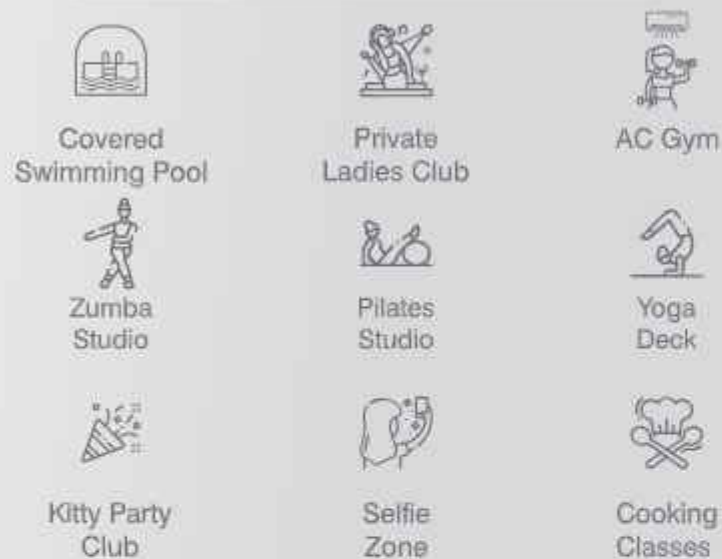 Covered
Swimming Pool
Private
Ladies Club
AC Gym
Zumba
Studio
Pilates
Studio
Yoga
Deck
Kitty Party
Club
Selfie
Zone
Cooking
Classes